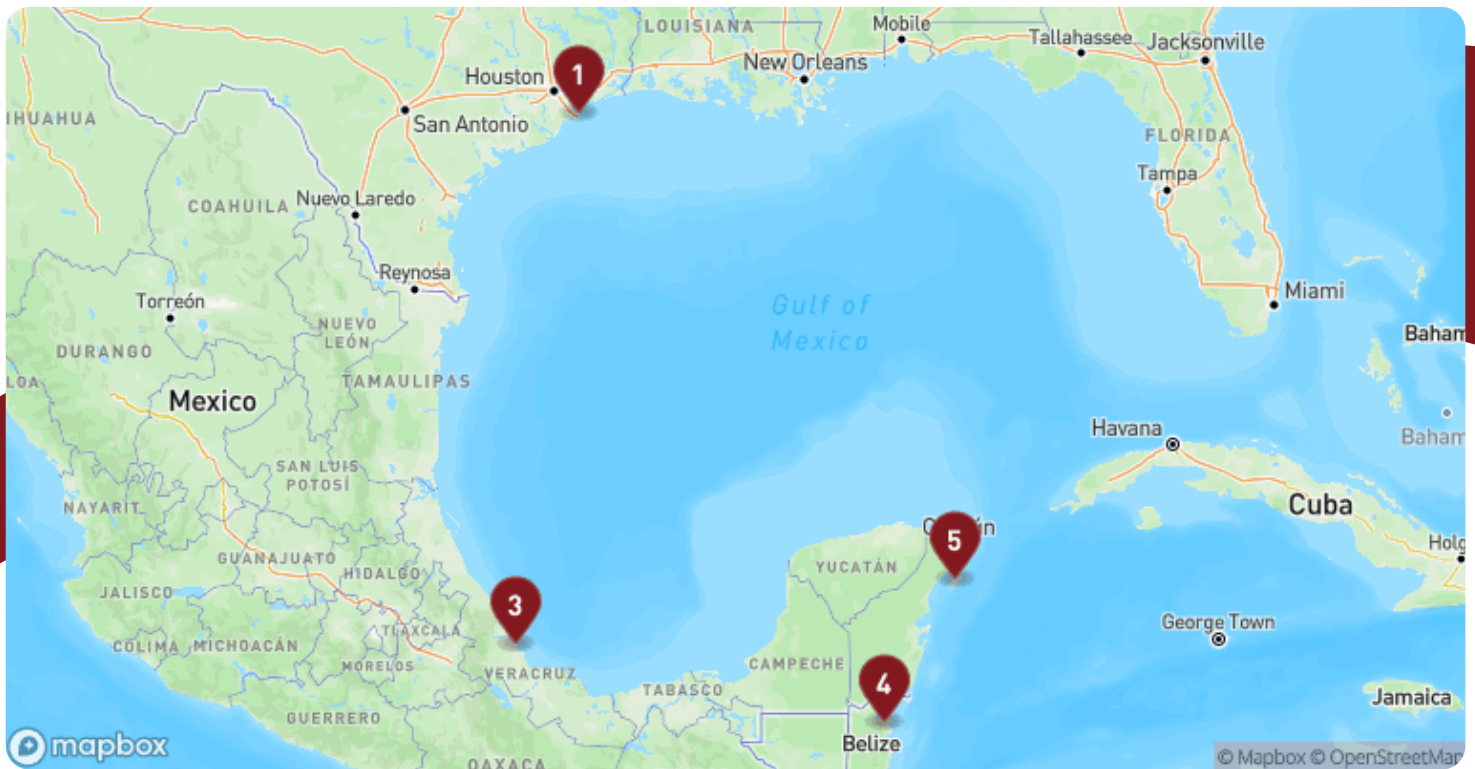 LOUISIANA
Mobile
Tallahassee
Jacksonville
Houston
1
New Orleans
IHUAHUA
San Antonio
FLORIDA
Tampa
COAHUILA
Nuevo Laredo
Reynosa
Miami
Torreón
Gulf of
Mexico
NUEVO
LEÓN
Baham
DURANGO
LOA
TAMAULIPAS
Mexico
Havana
Baham
SAN LUIS
POTOSÍ
NAYARIT
Cuba
5
Holg
GUANAJUATO
HIDALGO
YUCATÁN
JALISCO
3
George Town
TLAXCALA
COLIMA
MICHOACÁN
MORELOS
VERACRUZ
CAMPECHE
4
TABASCO
Jamaica
GUERRERO
mapbox
Belize
OAXACA
© Mapbox © OpenStreetMap